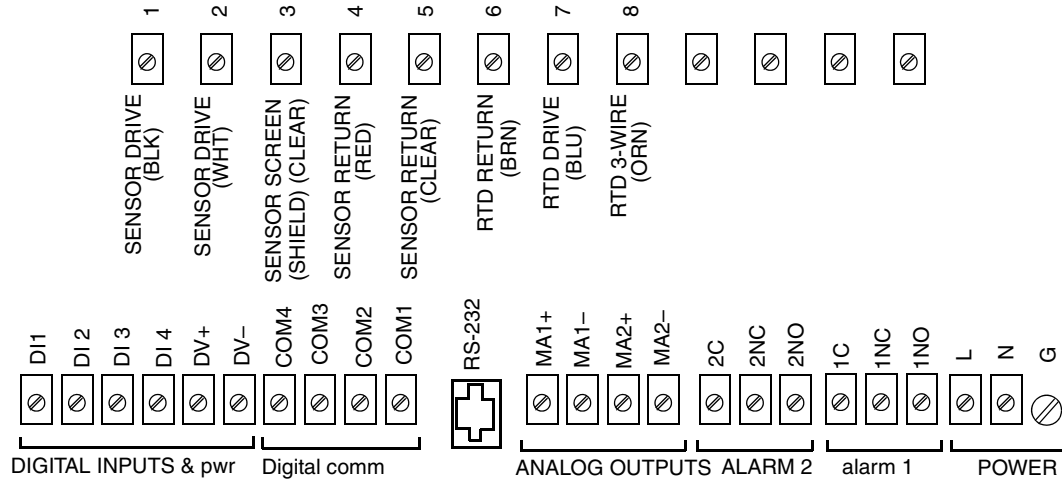 1
2
3
4
5
6
7
8
SENSOR DRIVE
(BLK)
SENSOR DRIVE
(WHT)
SENSOR SCREEN
(SHIELD) (CLEAR)
SENSOR RETURN
(RED)
SENSOR RETURN
(CLEAR)
RTD RETURN
(BRN)
RTD DRIVE
(BLU)
RTD 3-WIRE
(ORN)
DI1
DI 2
DI 3
DI 4
DV+
DV–
COM4
COM3
COM2
COM1
RS-232
MA1+
MA1–
MA2+
MA2–
2C
2NC
2NO
1C
1NC
1NO
L
N
G
DIGITAL INPUTS & pwr
Digital comm
ANALOG OUTPUTS
ALARM 2
alarm 1
POWER